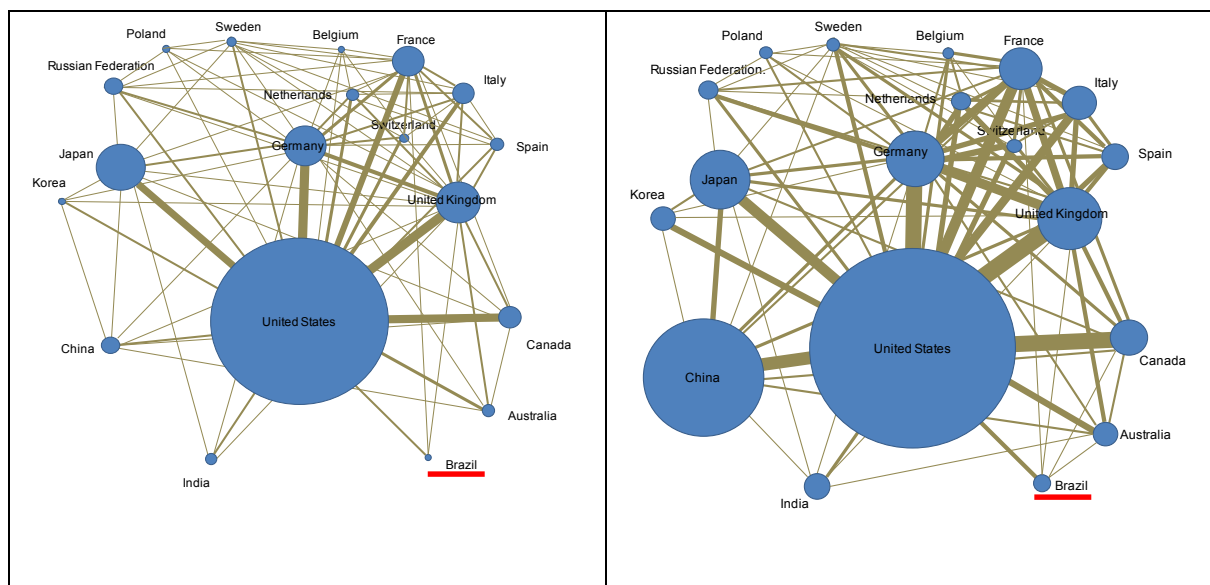 Sweden
Poland
Belgium
France
Russian Federation
Italy
Netherlands
Switzerland
Germany
Spain
Japan
Korea
United Kingdom
United States
China
Canada
Australia
India
Brazil
Sweden
Poland
Belgium
France
Russian Federation.
Italy
Netherlands
Switzerland
Germany
Spain
Japan
Korea
United Kingdom
United States
China
Canada
Australia
India
Brazil